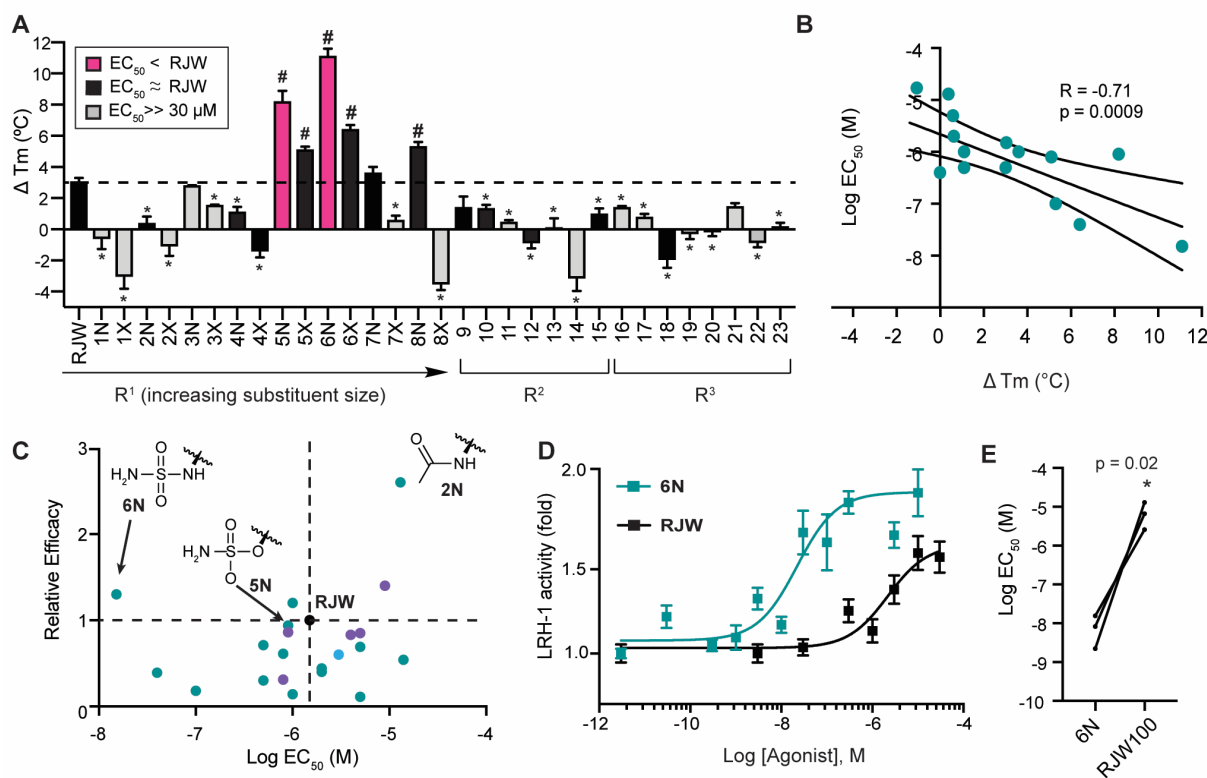 A
Δ Tm (ºC)
12
10
8
6
4
2
0
-2
-4
EC50 < RJW
EC50 ≈ RJW
EC50 >> 30 µM
# # # # #
* * * * * * * * * * * * * * * * * * * * *
RJW 1N 1X 2N 2X 3N 3X 4N 4X 5N 5X 6N 6X 7N 7X 8N 8X 9 10 11 12 13 14 15 16 17 18 19 20 21 22 23
R1 (increasing substituent size)
R2
R3
B
Log EC50 (M)
-4
-5
-6
-7
-8
R = -0.71
p = 0.0009
-4 -2 0 2 4 6 8 10 12
Δ Tm (°C)
C
Relative Efficacy
3
2
1
0
O
H2N S NH
O
6N
O
H2N S O
O
5N
O
NH
2N
RJW
-8 -7 -6 -5 -4
Log EC50 (M)
D
LRH-1 activity (fold)
2.0
1.5
1.0
6N
RJW
-12 -10 -8 -6 -4
Log [Agonist], M
E
p = 0.02
*
Log EC50 (M)
-4
-5
-6
-7
-8
-9
-10
6N
RJW100